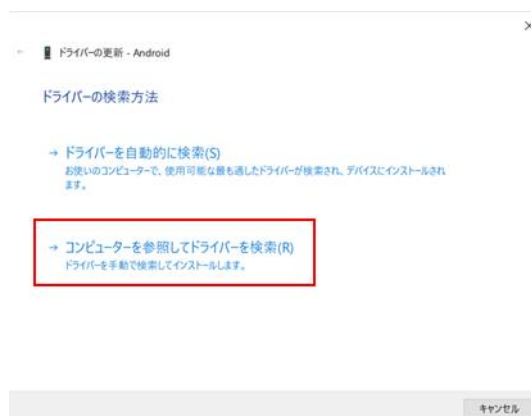 ドライバーの更新 - Android
ドライバーの検索方法
→ ドライバーを自動的に検索(S)
お使いのコンピューターで、使用可能な最も適したドライバーが検索され、デバイスにインストールされ
ます。
→ コンピューターを参照してドライバーを検索(R)
ドライバーを手動で検索してインストールします。
キャンセル